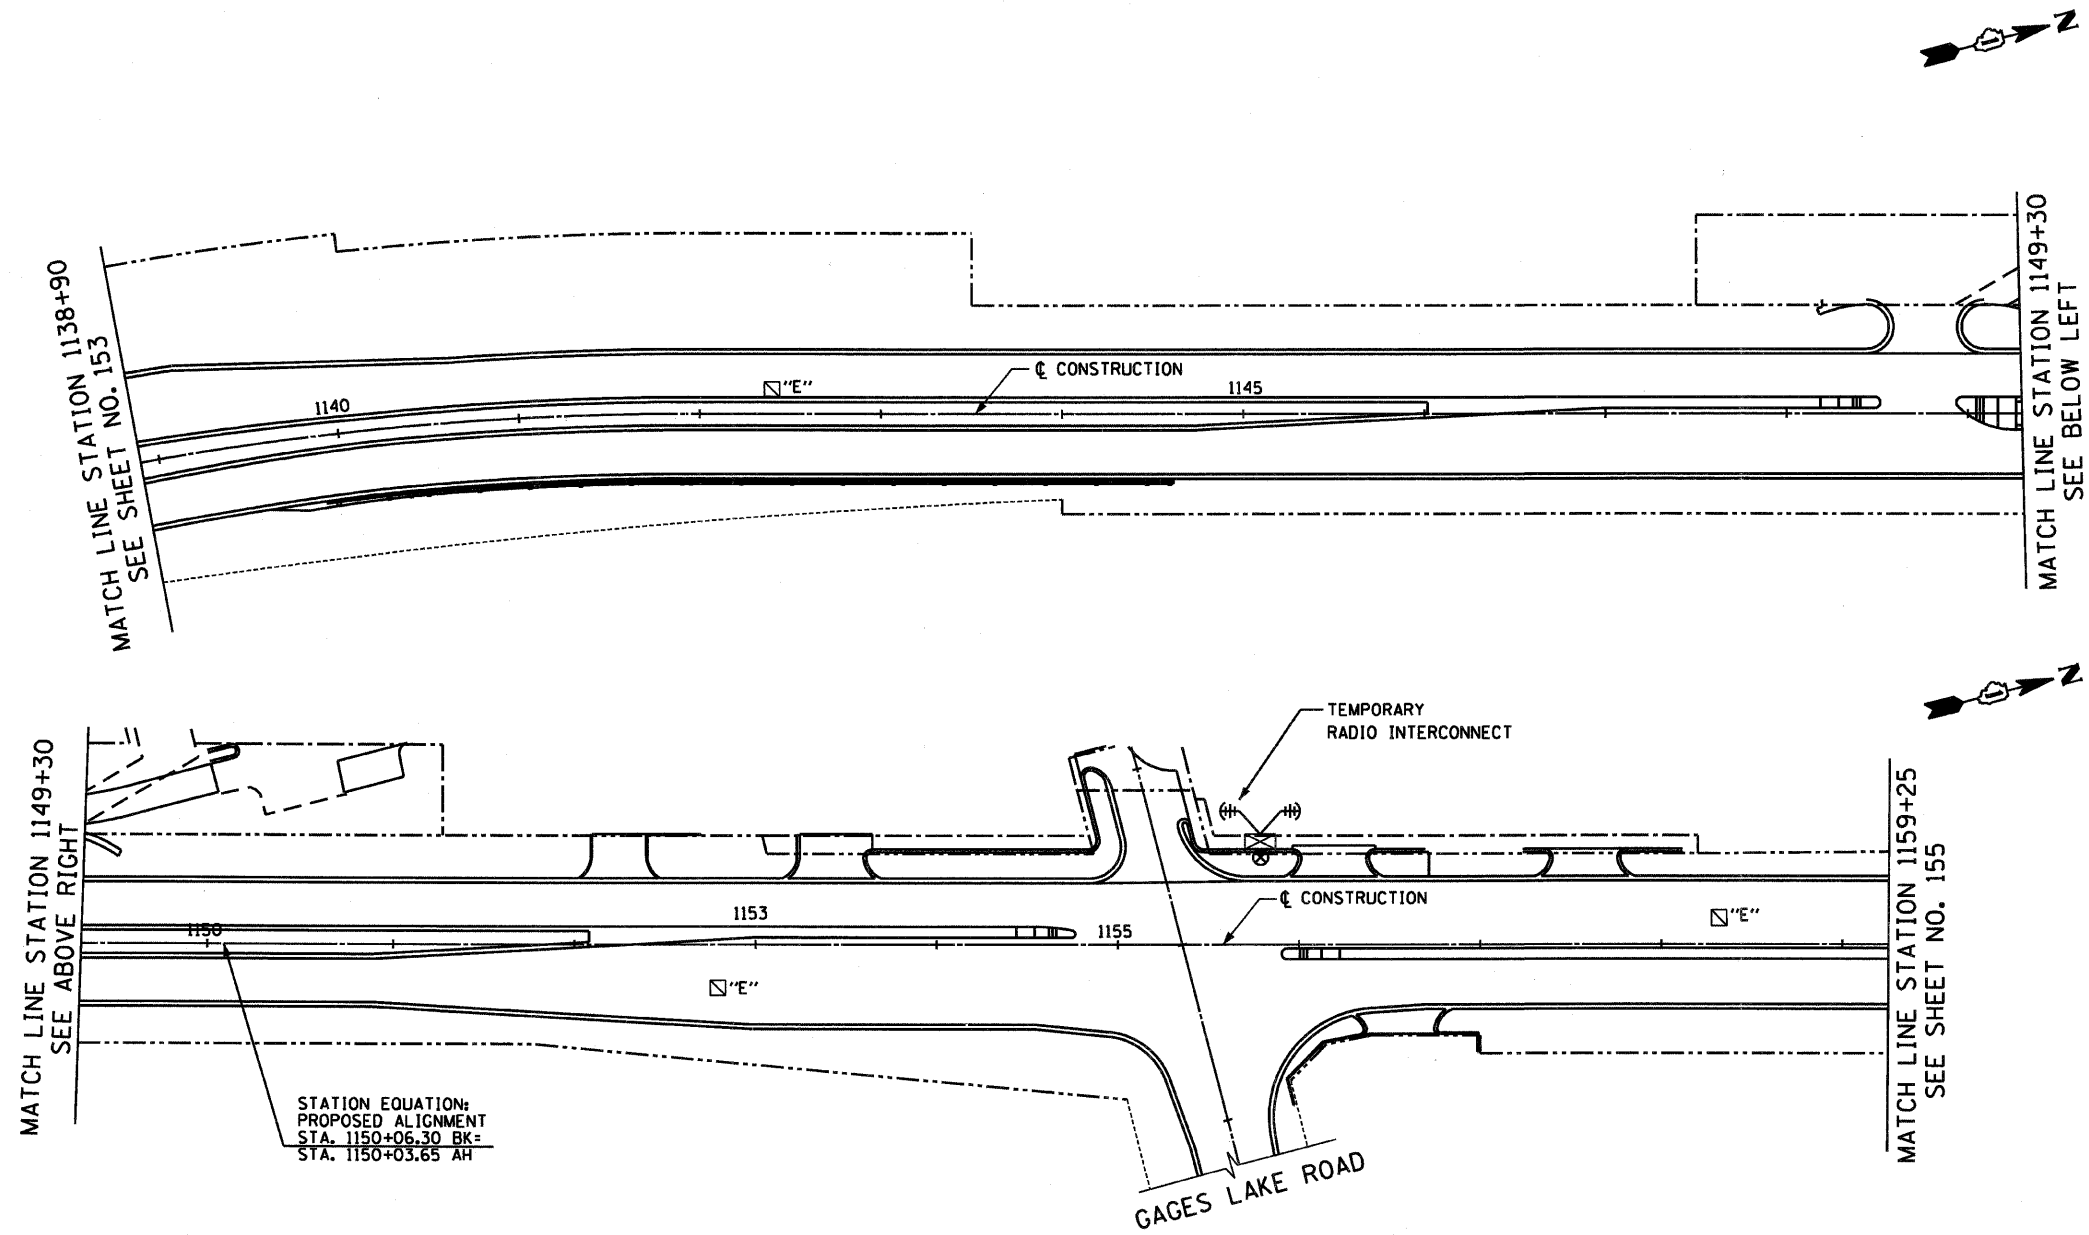 N
MATCH LINE STATION 1138+90
SEE SHEET NO. 153
1140
"E"
℄ CONSTRUCTION
1145
MATCH LINE STATION 1149+30
SEE BELOW LEFT
N
TEMPORARY
RADIO INTERCONNECT
MATCH LINE STATION 1149+30
SEE ABOVE RIGHT
1150
1153
1155
℄ CONSTRUCTION
"E"
"E"
STATION EQUATION:
PROPOSED ALIGNMENT
STA. 1150+06.30 BK=
STA. 1150+03.65 AH
GAGES LAKE ROAD
MATCH LINE STATION 1159+25
SEE SHEET NO. 155